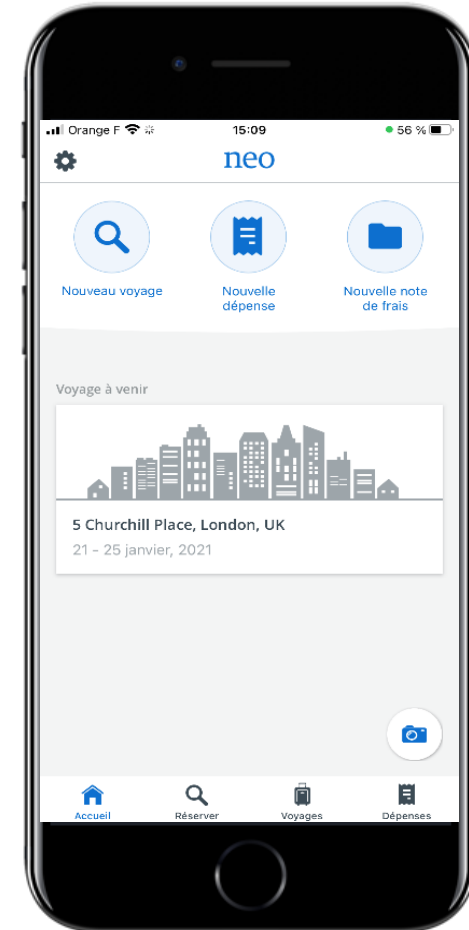 Orange F 15:09 56 %
neo
Nouveau voyage
Nouvelle
dépense
Nouvelle note
de frais
Voyage à venir
5 Churchill Place, London, UK
21 – 25 janvier, 2021
Accueil Réserver Voyages Dépenses